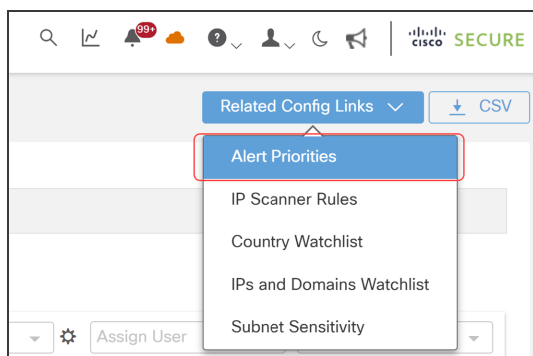 99+
?
cisco SECURE
Related Config Links
CSV
Alert Priorities
IP Scanner Rules
Country Watchlist
IPs and Domains Watchlist
Subnet Sensitivity
Assign User